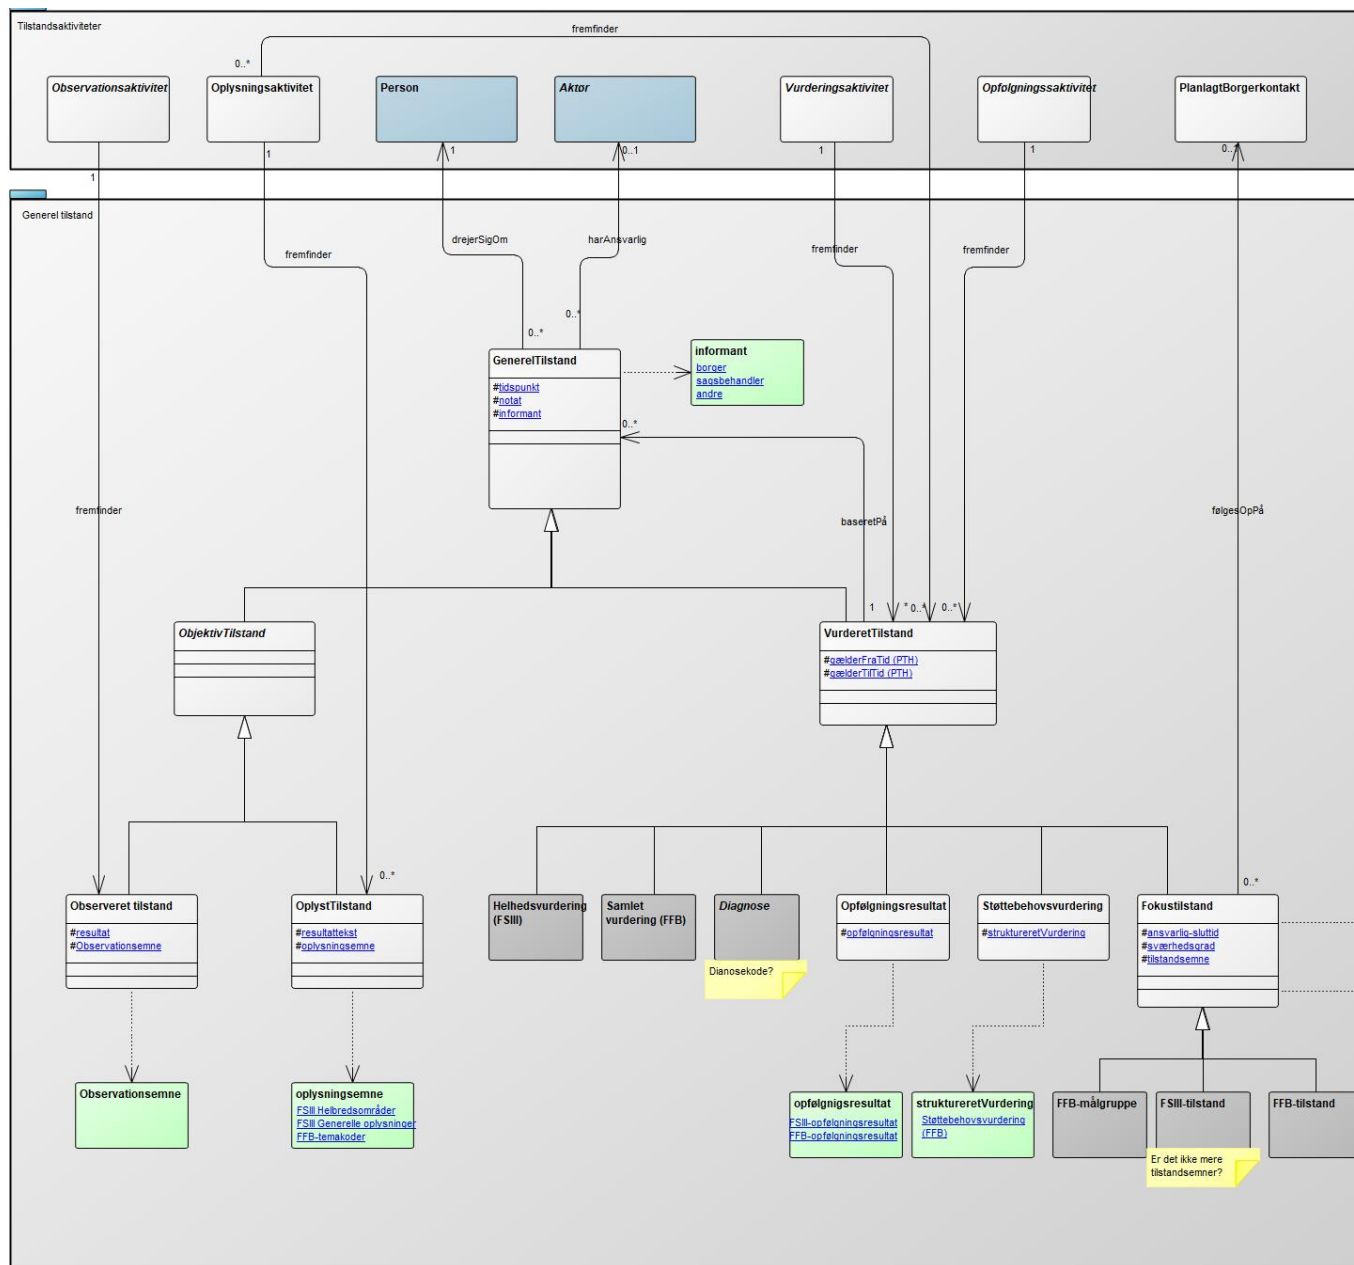 Tilstandsaktiviteter
fremfinder
0..*
Observationsaktivitet
Oplysningsaktivitet
Person
Aktør
Vurderingsaktivitet
Opfølgningssaktivitet
PlanlagtBorgerkontakt
1
1
1
0..1
1
1
0..1
Generel tilstand
fremfinder
drejerSigOm
harAnsvarlig
fremfinder
fremfinder
0..*
0..*
GenerelTilstand
#tidspunkt
#notat
#informant
informant
borger
sagsbehandler
andre
0..*
fremfinder
baseretPå
følgesOpPå
1
*
0..*
0..*
ObjektivTilstand
VurderetTilstand
#gælderFraTid (PTH)
#gælderTilTid (PTH)
0..*
0..*
Observeret tilstand
#resultat
#Observationsemne
OplystTilstand
#resultattekst
#oplysningsemne
Helhedsvurdering
(FSIII)
Samlet
vurdering (FFB)
Diagnose
Dianosekode?
Opfølgningsresultat
#opfølgningsresultat
Støttebehovsvurdering
#struktureretVurdering
Fokustilstand
#ansvarlig-sluttid
#sværhedsgrad
#tilstandsemne
Observationsemne
oplysningsemne
FSIII Helbredsområder
FSIII Generelle oplysninger
FFB-temakoder
opfølgnigsresultat
FSIII-opfølgningsresultat
FFB-opfølgningsresultat
struktureretVurdering
Støttebehovsvurdering
(FFB)
FFB-målgruppe
FSIII-tilstand
FFB-tilstand
Er det ikke mere
tilstandsemner?